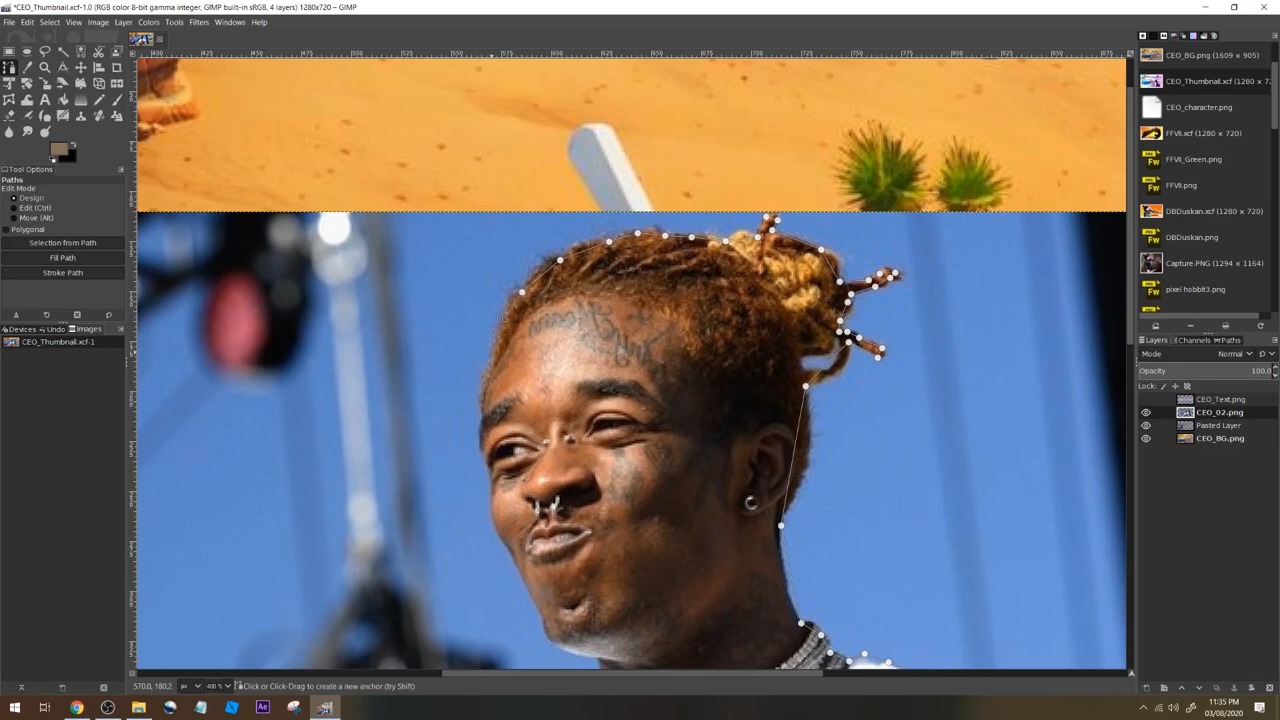 *CEO_Thumbnail.xcf-1.0 (RGB color 8-bit gamma integer, GIMP built-in sRGB, 4 layers) 1280x720 – GIMP
File Edit Select View Image Layer Colors Tools Filters Windows Help
Tool Options
Paths
Edit Mode
Design
Edit (Ctrl)
Move (Alt)
Polygonal
Selection from Path
Fill Path
Stroke Path
Devices Undo Images
CEO_Thumbnail.xcf-1
CEO_BG.png (1609 × 905)
CEO_Thumbnail.xcf (1280 × 72
CEO_character.png
FFVII.xcf (1280 × 720)
FFVII_Green.png
FFVII.png
DBDuskan.xcf (1280 × 720)
DBDuskan.png
Capture.PNG (1294 × 1164)
pixel hobbit3.png
Layers Channels Paths
Mode Normal
Opacity 100.0
Lock:
CEO_Text.png
CEO_02.png
Pasted Layer
CEO_BG.png
570.0, 180.2 px 400 % Click or Click-Drag to create a new anchor (try Shift)
11:35 PM
03/08/2020